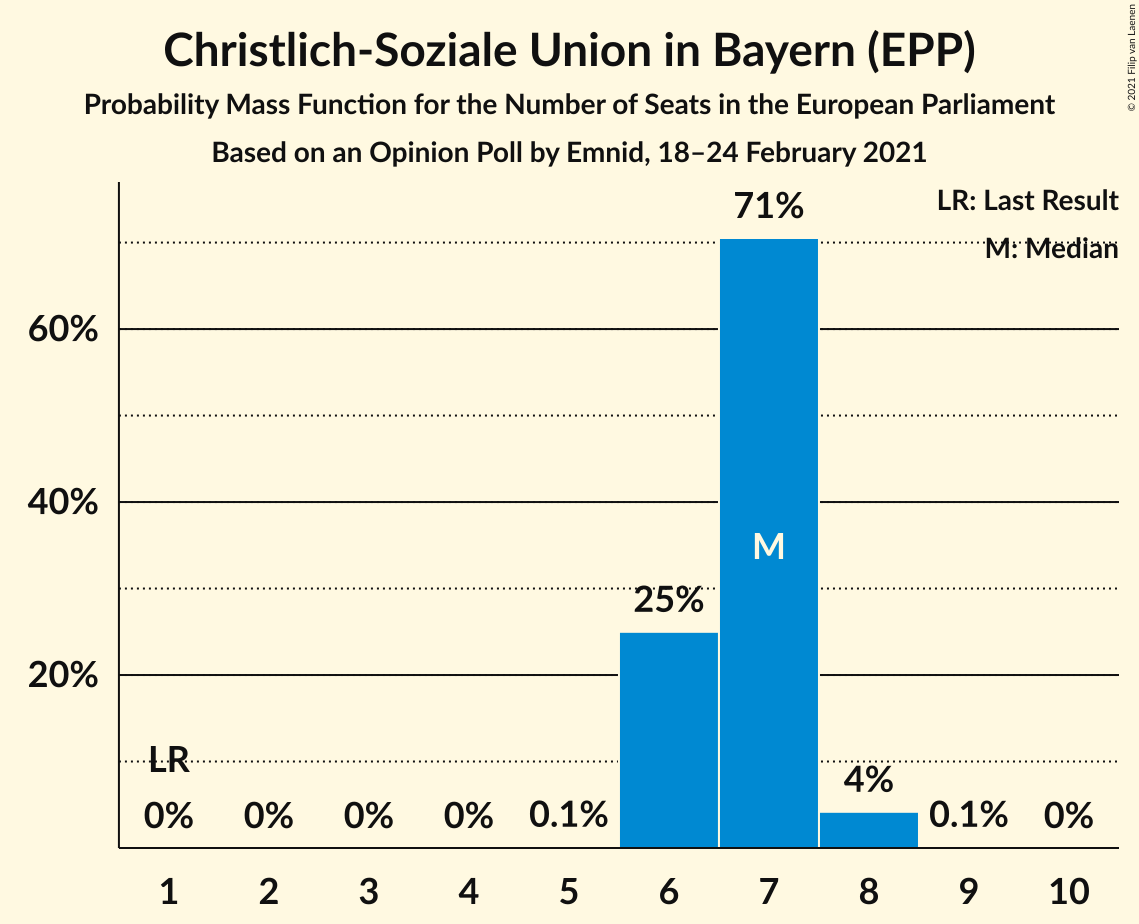 Christlich-Soziale Union in Bayern (EPP)
Probability Mass Function for the Number of Seats in the European Parliament
Based on an Opinion Poll by Emnid, 18–24 February 2021
© 2021 Filip van Laenen
LR: Last Result
M: Median
71%
60%
40%
M
25%
20%
LR
4%
0% 0% 0% 0% 0.1% 0.1% 0%
1 2 3 4 5 6 7 8 9 10